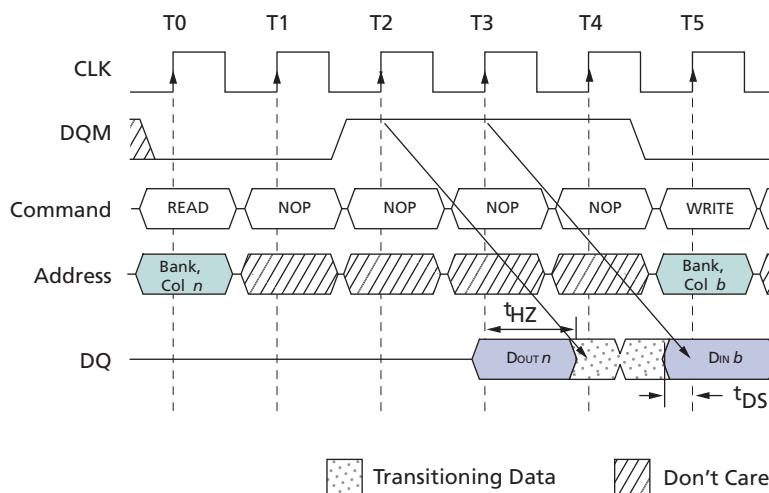 T0 T1 T2 T3 T4 T5
CLK
DQM
Command READ NOP NOP NOP NOP WRITE
Address Bank, Col n Bank, Col b
tHZ
DQ DOUT n DIN b
tDS
Transitioning Data Don't Care